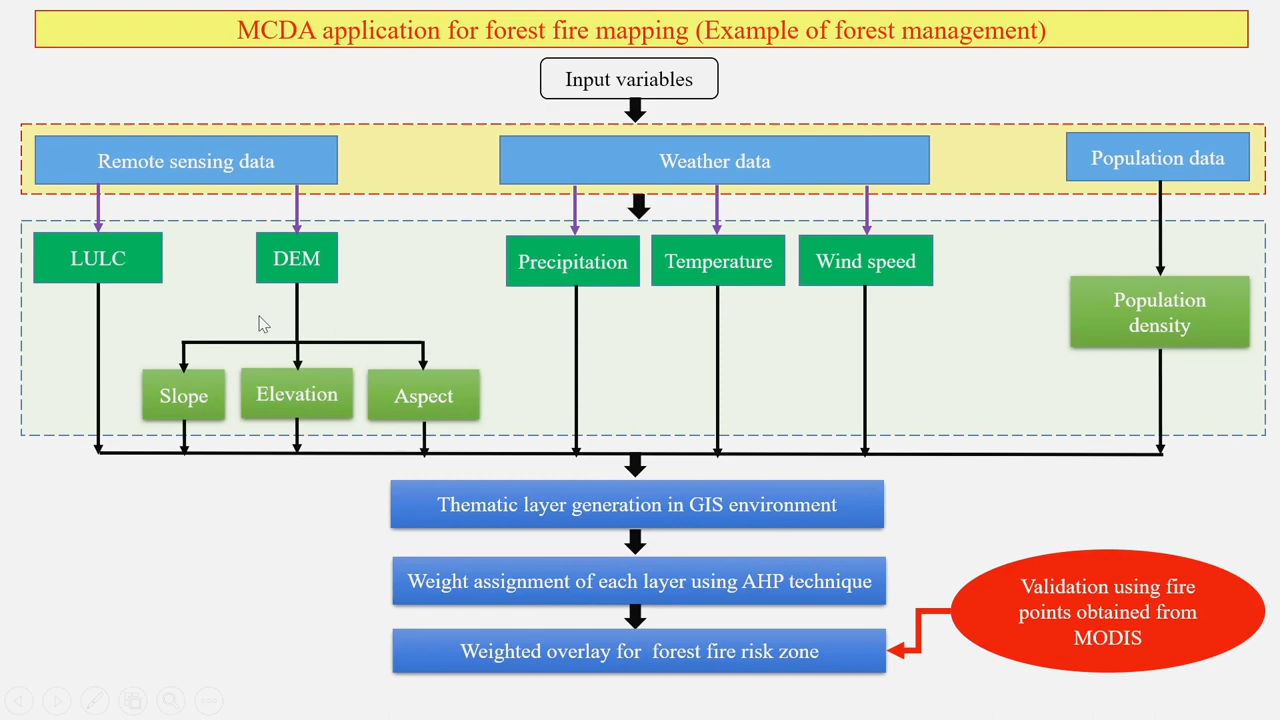 MCDA application for forest fire mapping (Example of forest management)
Input variables
Remote sensing data
Weather data
Population data
LULC
DEM
Precipitation
Temperature
Wind speed
Population
density
Slope
Elevation
Aspect
Thematic layer generation in GIS environment
Weight assignment of each layer using AHP technique
Weighted overlay for forest fire risk zone
Validation using fire
points obtained from
MODIS